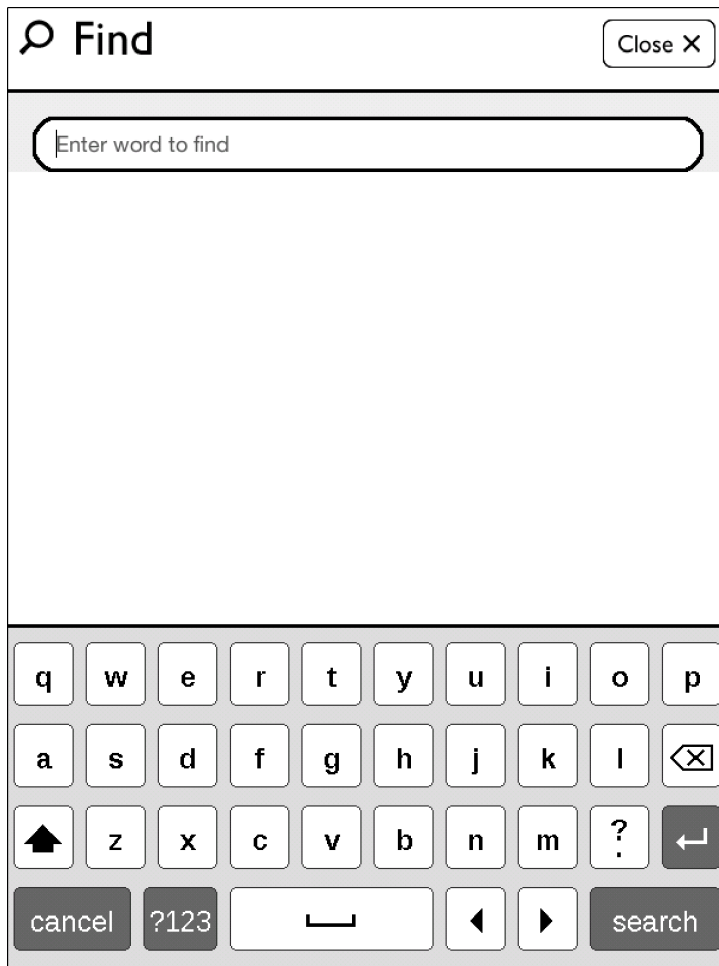 Find
Close ×
Enter word to find
q w e r t y u i o p
a s d f g h j k l
z x c v b n m ? .
cancel ?123 search